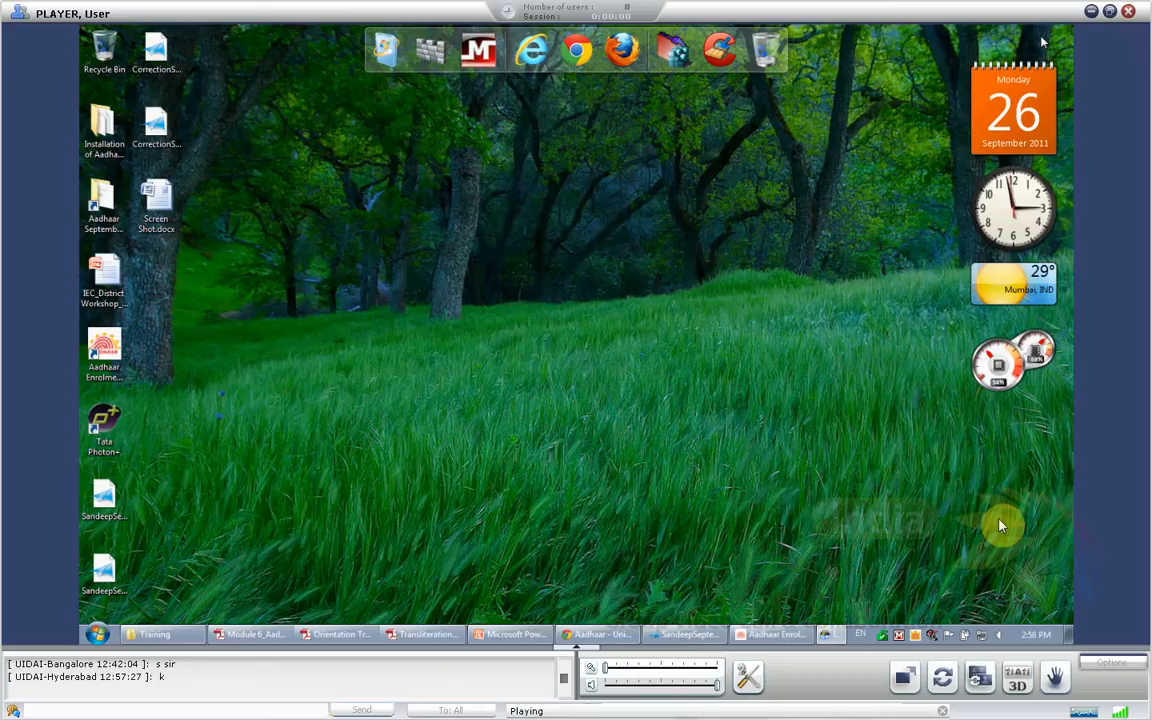 PLAYER, User
Number of users : 8
Session : 0:00:00
Recycle Bin
CorrectionS...
Installation of Aadha...
CorrectionS...
Aadhaar Septemb...
Screen Shot.docx
IEC_District Workshop_...
Aadhaar Enrolme...
Tata Photon+
SandeepSe...
SandeepSe...
Monday
26
September 2011
29°
Mumbai, IND
Training
Module 6_Aad...
Orientation Tr...
Transliteration...
Microsoft Pow...
Aadhaar - Uni...
SandeepSepte...
Aadhaar Enrol...
EN
2:58 PM
[ UIDAI-Bangalore 12:42:04 ]: s sir
[ UIDAI-Hyderabad 12:57:27 ]: k
Options
3D
Send
To: All
Playing